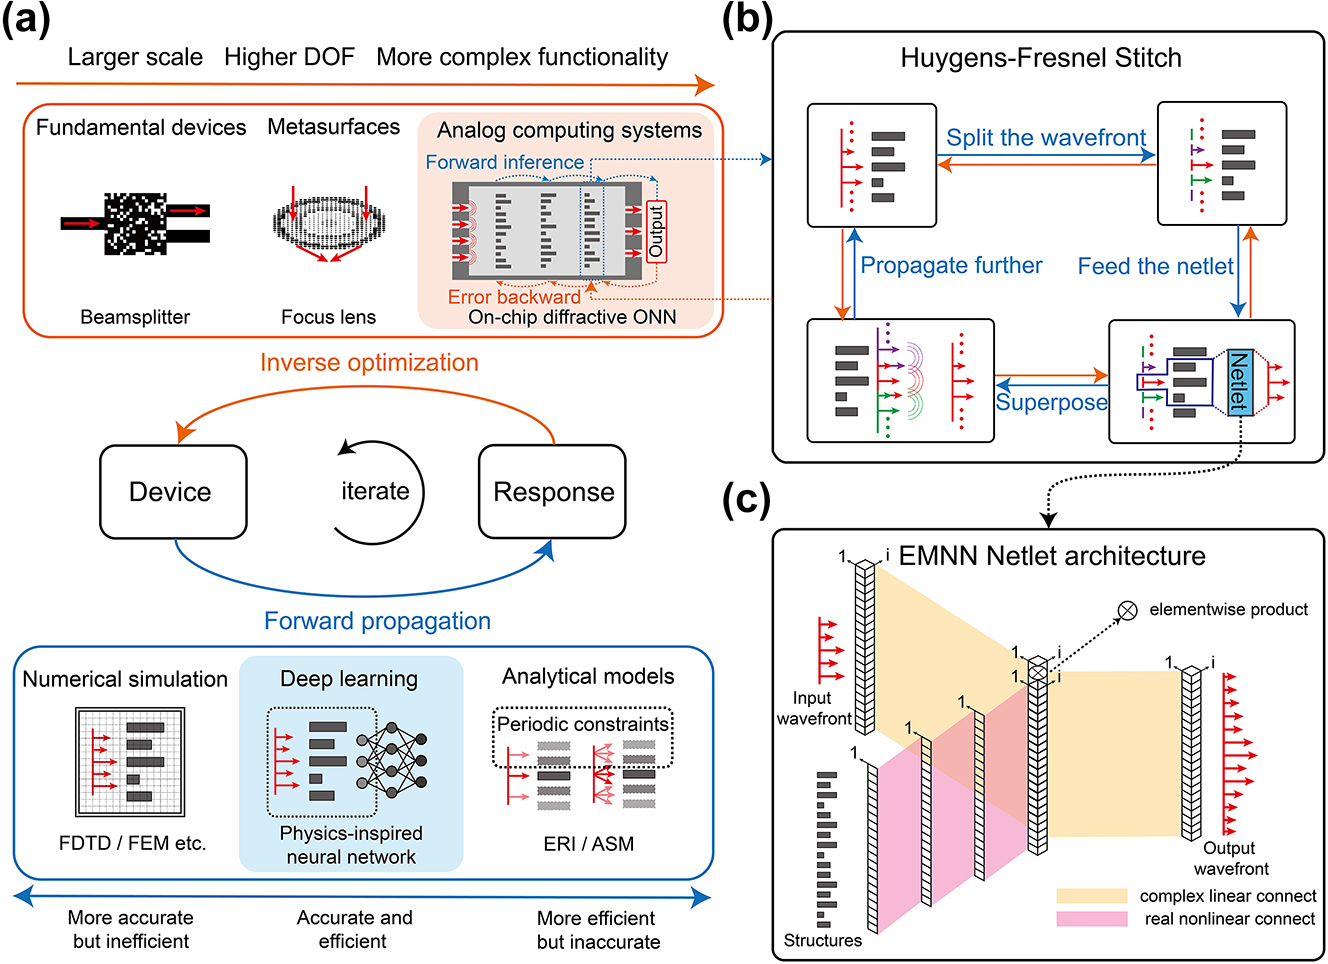 (a)
Larger scale Higher DOF More complex functionality
Fundamental devices
Metasurfaces
Analog computing systems
Forward inference
Output
Error backward
Beamsplitter
Focus lens
On-chip diffractive ONN
Inverse optimization
Device
iterate
Response
Forward propagation
Numerical simulation
Deep learning
Analytical models
Periodic constraints
FDTD / FEM etc.
Physics-inspired
neural network
ERI / ASM
More accurate
but inefficient
Accurate and
efficient
More efficient
but inaccurate
(b)
Huygens-Fresnel Stitch
Split the wavefront
Propagate further
Feed the netlet
Superpose
Netlet
(c)
EMNN Netlet architecture
1
i
elementwise product
1
i
1
i
1
i
Input
wavefront
1
1
1
Output
wavefront
Structures
complex linear connect
real nonlinear connect